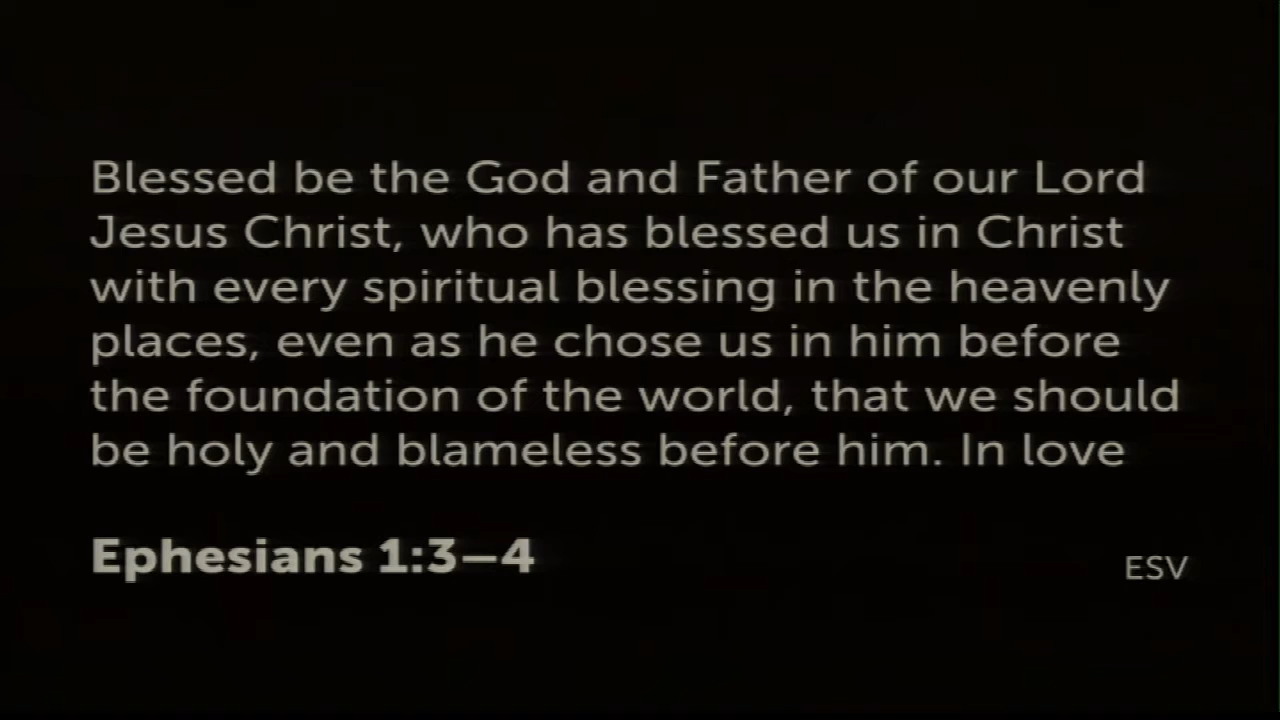 Blessed be the God and Father of our Lord
Jesus Christ, who has blessed us in Christ
with every spiritual blessing in the heavenly
places, even as he chose us in him before
the foundation of the world, that we should
be holy and blameless before him. In love
Ephesians 1:3–4
ESV